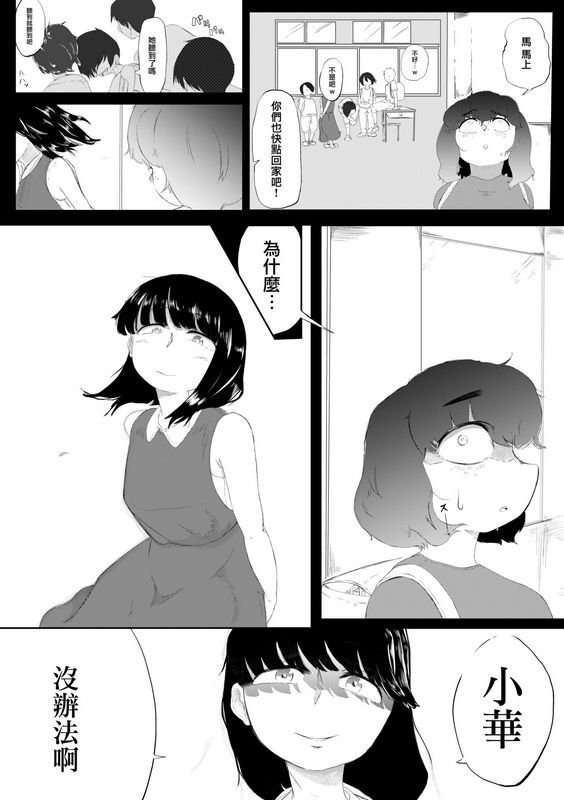 馬馬上
不好…w
不是吧w
你們也快點回家吧！
她聽到了嗎
聽到就聽到吧
為什麼…
小華
沒辦法啊